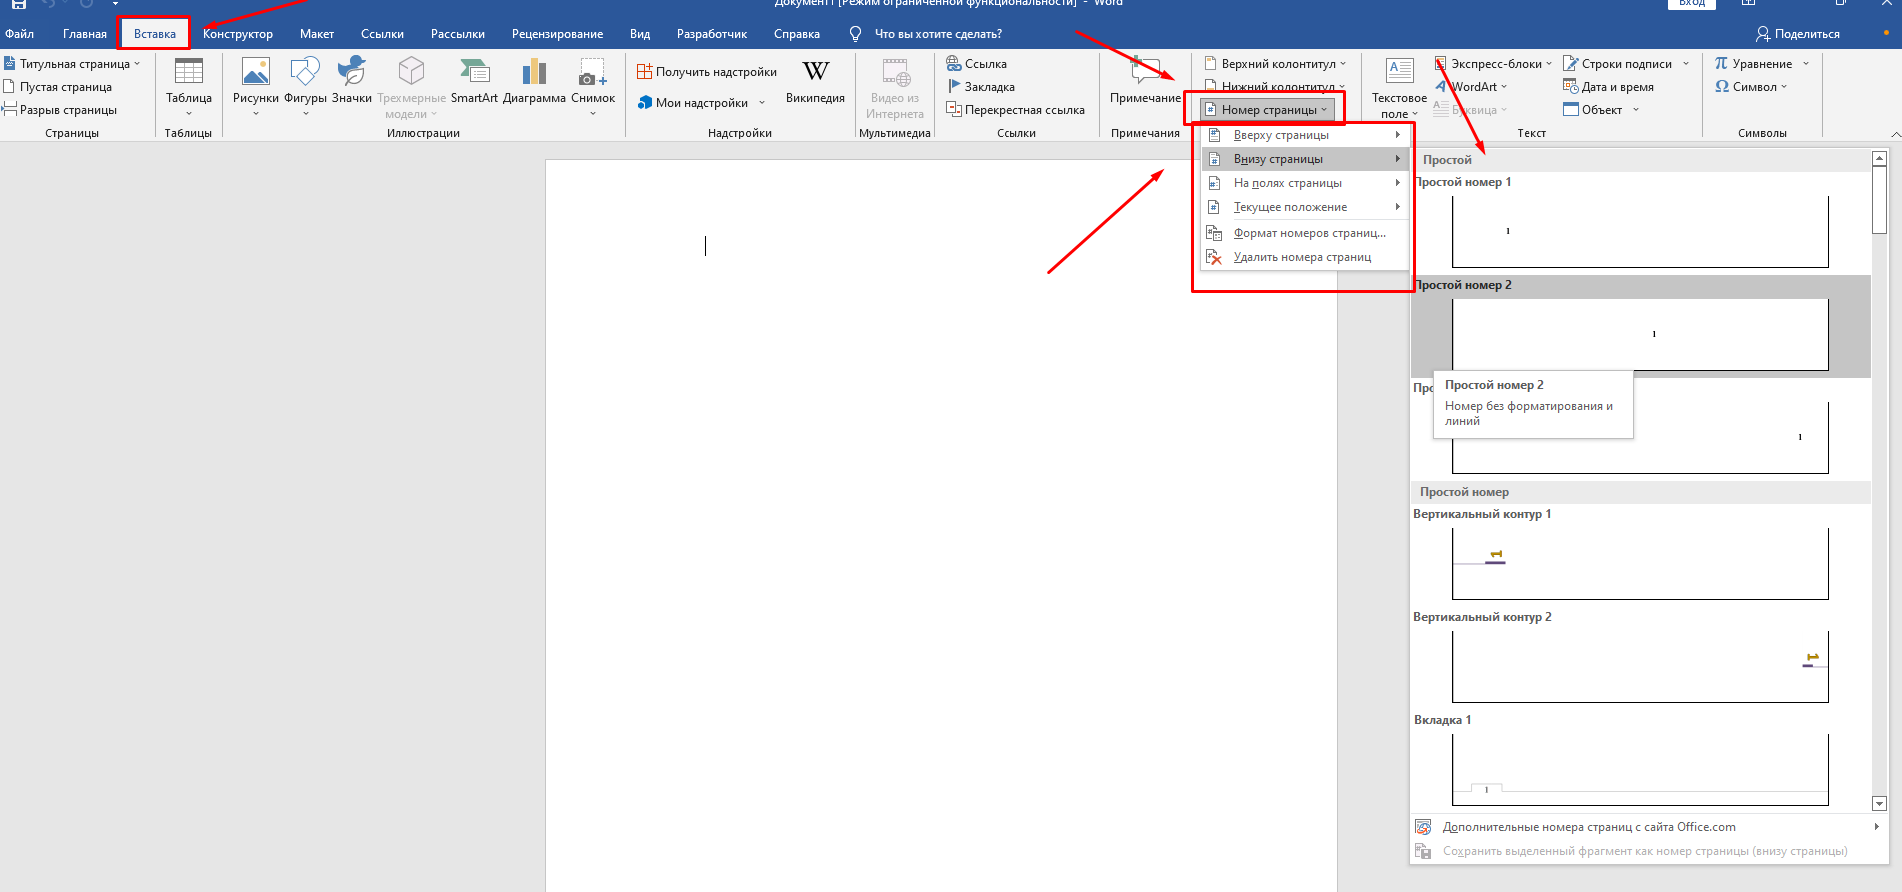 Документ1 [Режим ограниченной функциональности] - Word
Вход
Файл Главная Вставка Конструктор Макет Ссылки Рассылки Рецензирование Вид Разработчик Справка Что вы хотите сделать? Поделиться
Титульная страница
Пустая страница
Разрыв страницы
Страницы
Таблица
Таблицы
Рисунки Фигуры Значки Трехмерные модели SmartArt Диаграмма Снимок
Иллюстрации
Получить надстройки
Мои надстройки
W
Википедия
Надстройки
Видео из
Интернета
Мультимедиа
Ссылка
Закладка
Перекрестная ссылка
Ссылки
Примечание
Примечания
Верхний колонтитул
Нижний колонтитул
Номер страницы
Текстовое
поле
Экспресс-блоки
WordArt
Буквица
Строки подписи
Дата и время
Объект
Текст
π Уравнение
Ω Символ
Символы
Вверху страницы
Внизу страницы
На полях страницы
Текущее положение
Формат номеров страниц...
Удалить номера страниц
Простой
Простой номер 1
1
Простой номер 2
1
Простой номер 2
Номер без форматирования и
линий
1
Простой номер
Вертикальный контур 1
1
Вертикальный контур 2
1
Вкладка 1
1
Дополнительные номера страниц с сайта Office.com
Сохранить выделенный фрагмент как номер страницы (внизу страницы)